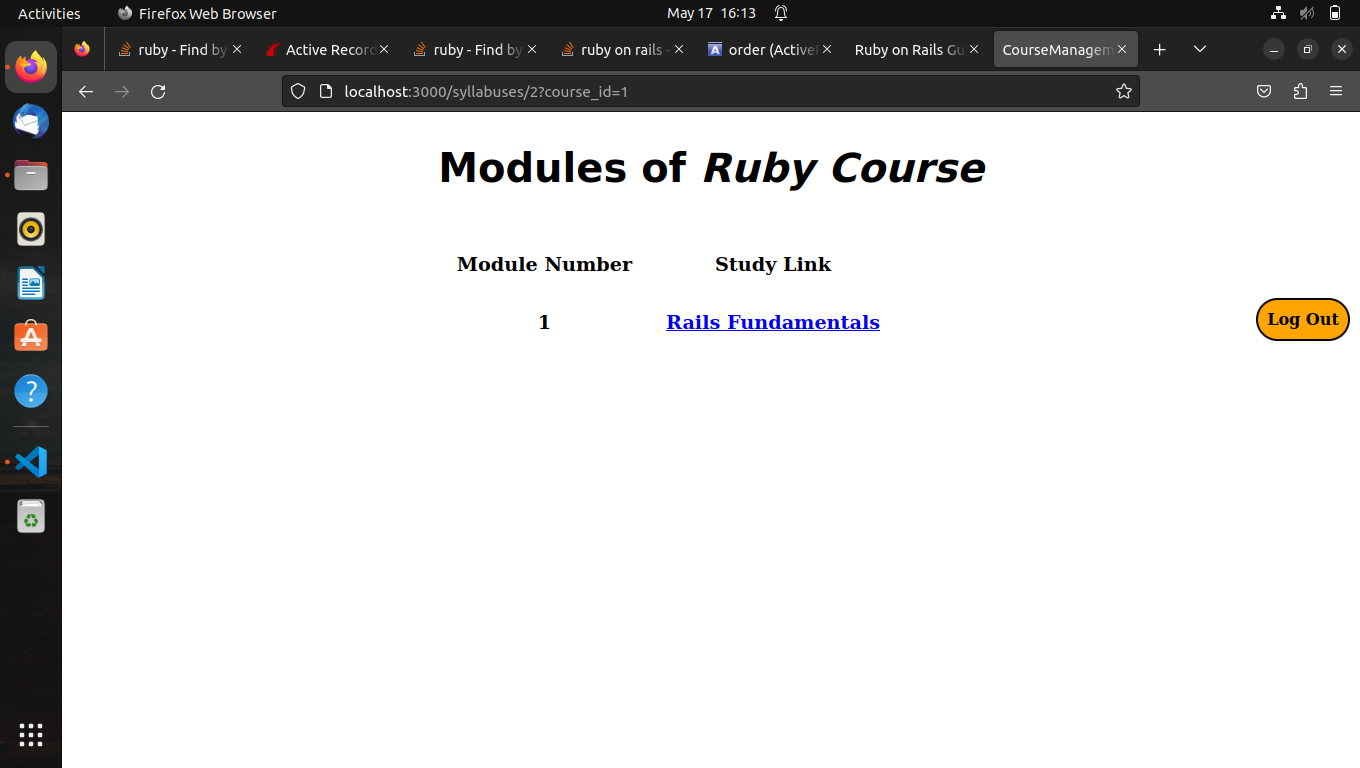 Activities Firefox Web Browser May 17 16:13
ruby - Find by Active Record ruby - Find by ruby on rails - order (ActiveR Ruby on Rails Gu CourseManagem
localhost:3000/syllabuses/2?course_id=1
Modules of Ruby Course
Module Number Study Link
1 Rails Fundamentals
Log Out